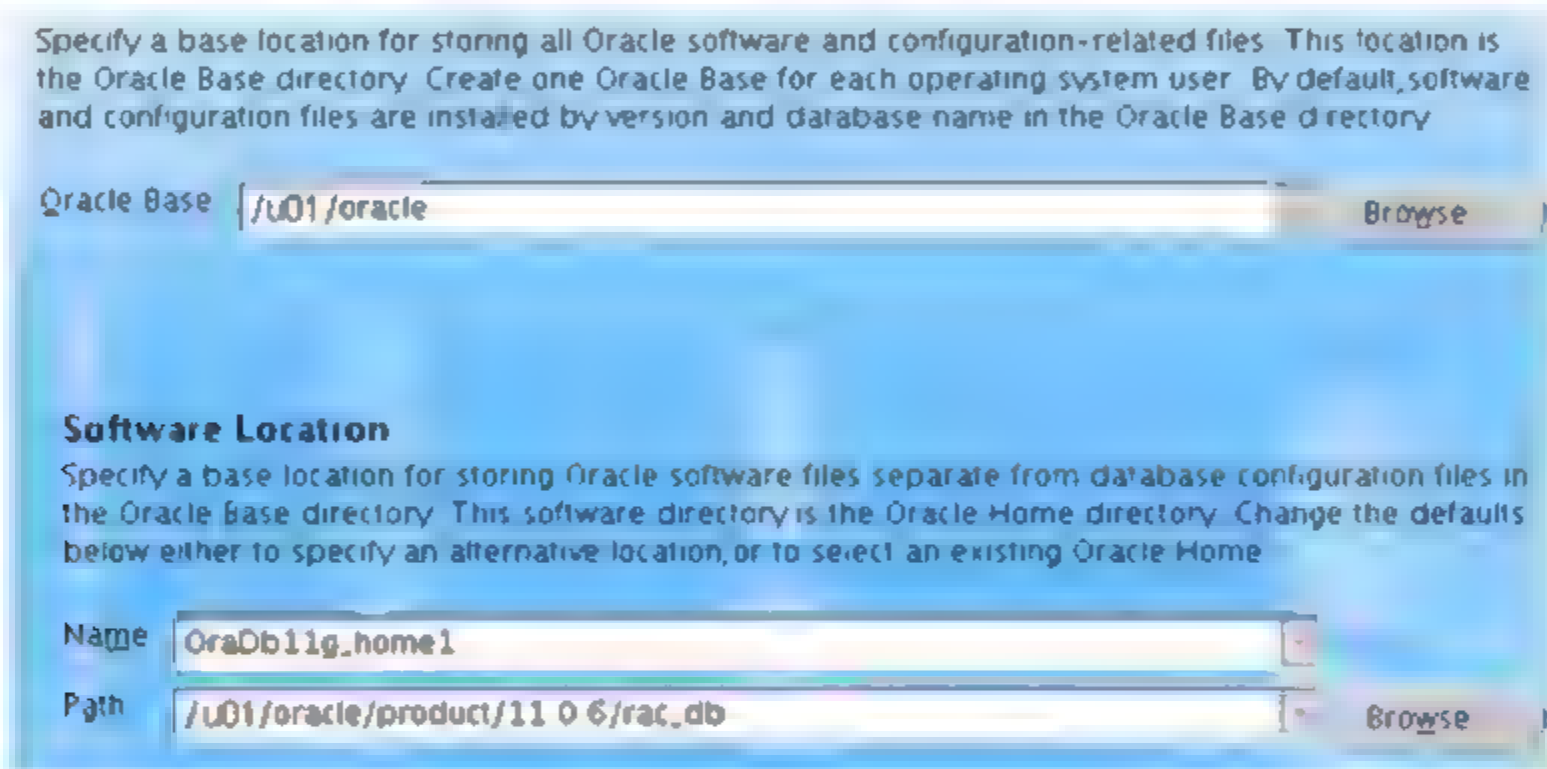 Specify a base location for storing all Oracle software and configuration-related files This location is
the Oracle Base directory Create one Oracle Base for each operating system user By default, software
and configuration files are installed by version and database name in the Oracle Base directory
Oracle Base /u01/oracle Browse
Software Location
Specify a base location for storing Oracle software files separate from database configuration files in
the Oracle Base directory This software directory is the Oracle Home directory Change the defaults
below either to specify an alternative location, or to select an existing Oracle Home
Name OraDb11g_home1
Path /u01/oracle/product/11 0 6/rac_db Browse